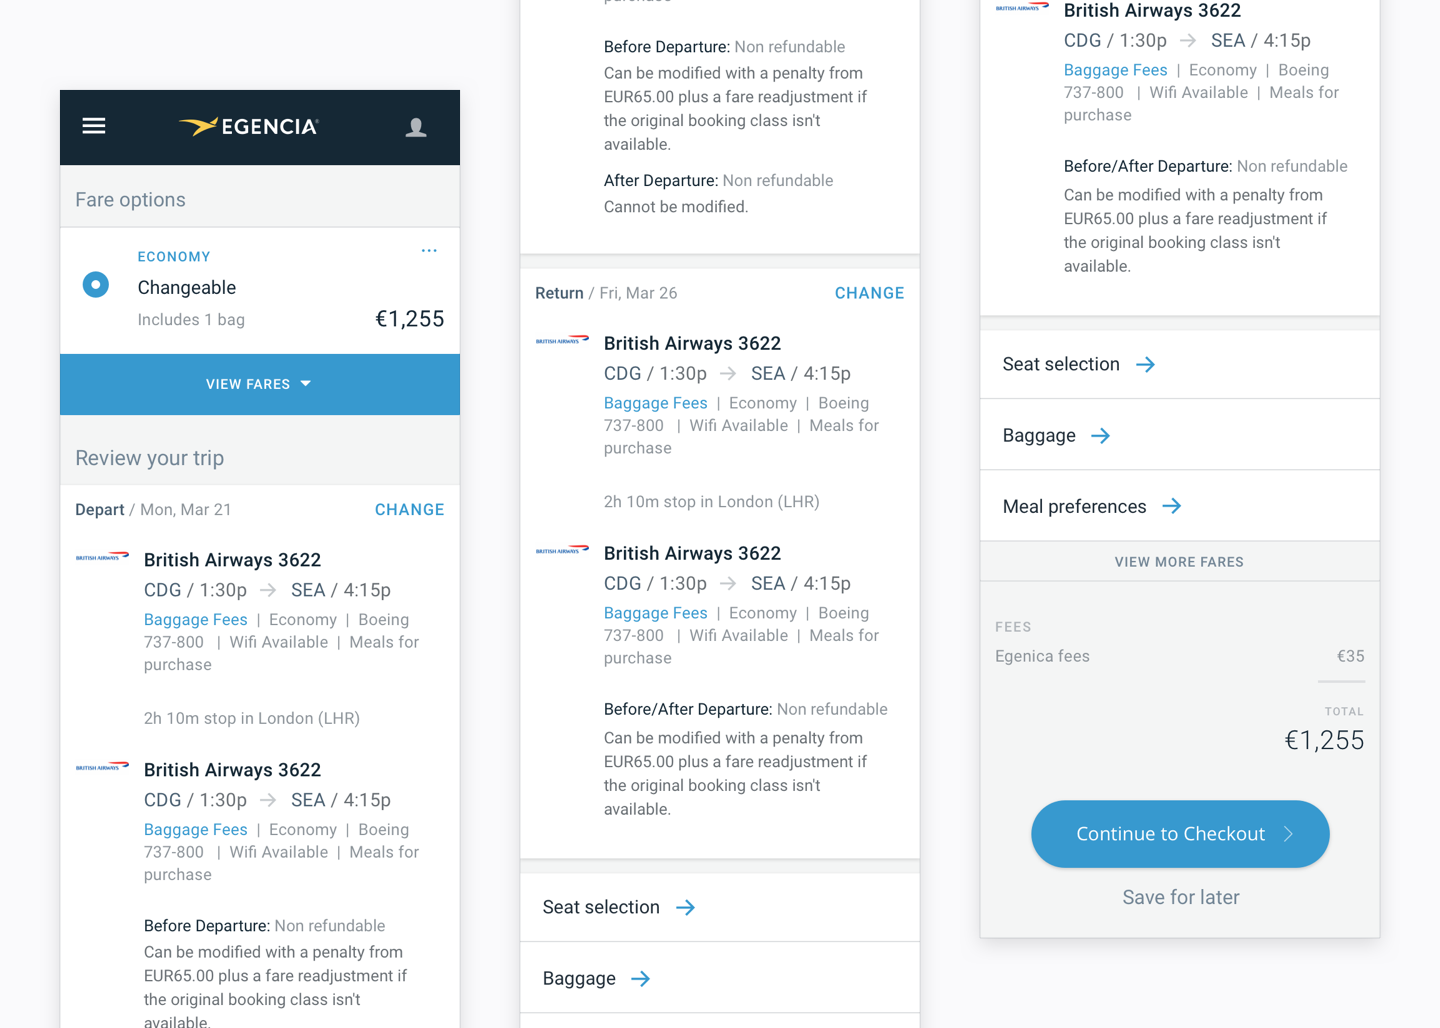 EGENCIA
Fare options
ECONOMY
...
Changeable
Includes 1 bag
€1,255
VIEW FARES
Review your trip
Depart / Mon, Mar 21
CHANGE
BRITISH AIRWAYS
British Airways 3622
CDG / 1:30p → SEA / 4:15p
Baggage Fees | Economy | Boeing
737-800 | Wifi Available | Meals for
purchase
2h 10m stop in London (LHR)
BRITISH AIRWAYS
British Airways 3622
CDG / 1:30p → SEA / 4:15p
Baggage Fees | Economy | Boeing
737-800 | Wifi Available | Meals for
purchase
Before Departure: Non refundable
Can be modified with a penalty from
EUR65.00 plus a fare readjustment if
the original booking class isn't
available.
purchase
Before Departure: Non refundable
Can be modified with a penalty from
EUR65.00 plus a fare readjustment if
the original booking class isn't
available.
After Departure: Non refundable
Cannot be modified.
Return / Fri, Mar 26
CHANGE
BRITISH AIRWAYS
British Airways 3622
CDG / 1:30p → SEA / 4:15p
Baggage Fees | Economy | Boeing
737-800 | Wifi Available | Meals for
purchase
2h 10m stop in London (LHR)
BRITISH AIRWAYS
British Airways 3622
CDG / 1:30p → SEA / 4:15p
Baggage Fees | Economy | Boeing
737-800 | Wifi Available | Meals for
purchase
Before/After Departure: Non refundable
Can be modified with a penalty from
EUR65.00 plus a fare readjustment if
the original booking class isn't
available.
Seat selection →
Baggage →
BRITISH AIRWAYS
British Airways 3622
CDG / 1:30p → SEA / 4:15p
Baggage Fees | Economy | Boeing
737-800 | Wifi Available | Meals for
purchase
Before/After Departure: Non refundable
Can be modified with a penalty from
EUR65.00 plus a fare readjustment if
the original booking class isn't
available.
Seat selection →
Baggage →
Meal preferences →
VIEW MORE FARES
FEES
Egenica fees €35
TOTAL
€1,255
Continue to Checkout
Save for later